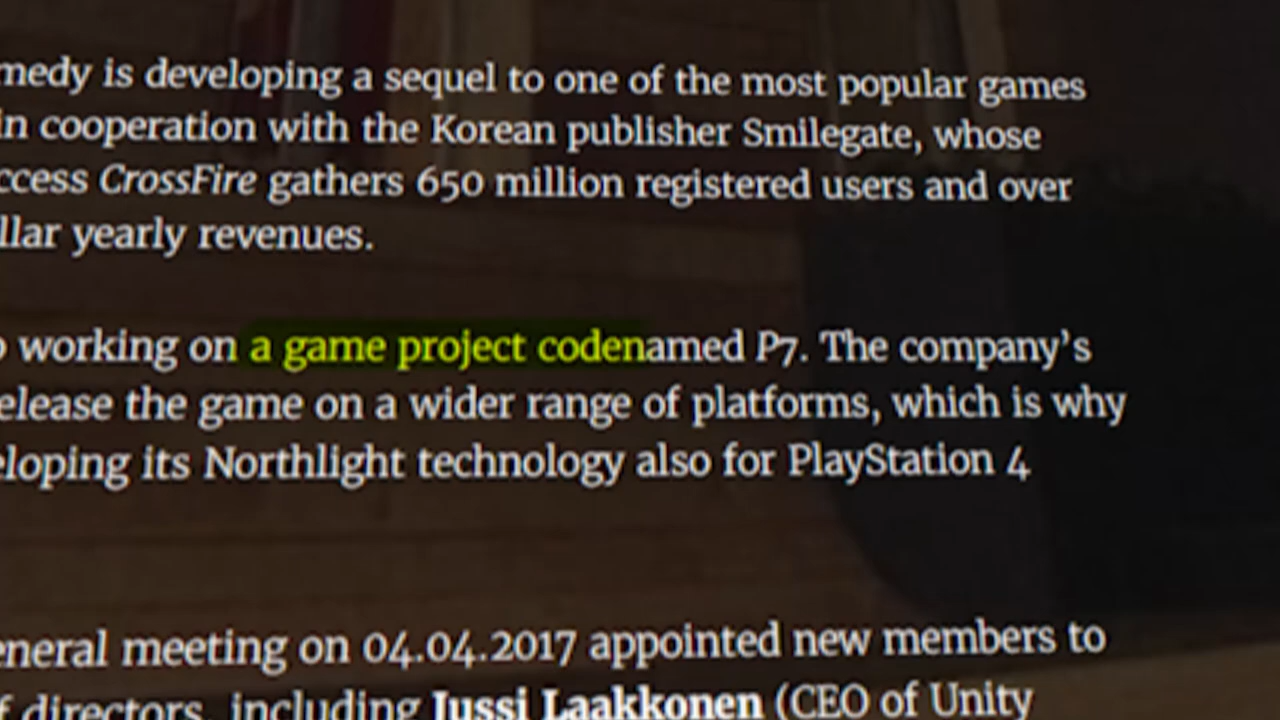 medy is developing a sequel to one of the most popular games
in cooperation with the Korean publisher Smilegate, whose
ccess CrossFire gathers 650 million registered users and over
llar yearly revenues.
o working on a game project codenamed P7. The company's
elease the game on a wider range of platforms, which is why
eloping its Northlight technology also for PlayStation 4
eneral meeting on 04.04.2017 appointed new members to
f directors, including Jussi Laakkonen (CEO of Unity